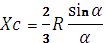 Xc = 2/3 R sin α / α